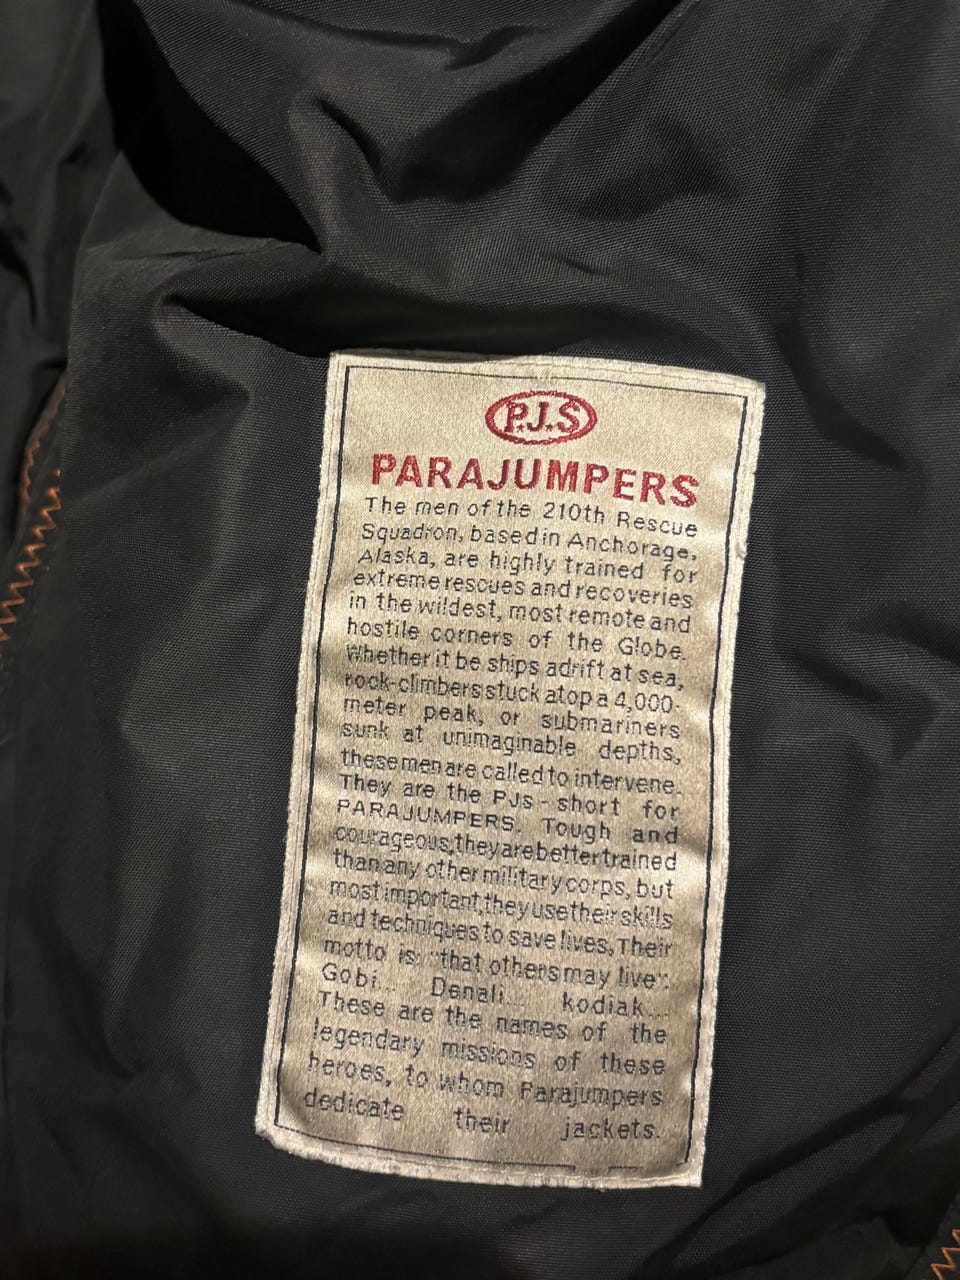 P.J.S
PARAJUMPERS
The men of the 210th Rescue
Squadron, based in Anchorage,
Alaska, are highly trained for
extreme rescues and recoveries
in the wildest, most remote and
hostile corners of the Globe.
Whether it be ships adrift at sea,
rock-climbers stuck atop a 4,000-
meter peak, or submariners
sunk at unimaginable depths,
these men are called to intervene.
They are the PJs - short for
PARAJUMPERS. Tough and
courageous, they are better trained
than any other military corps, but
most important, they use their skills
and techniques to save lives. Their
motto is: "that others may live".
Gobi... Denali... kodiak...
These are the names of the
legendary missions of these
heroes, to whom Parajumpers
dedicate their jackets.